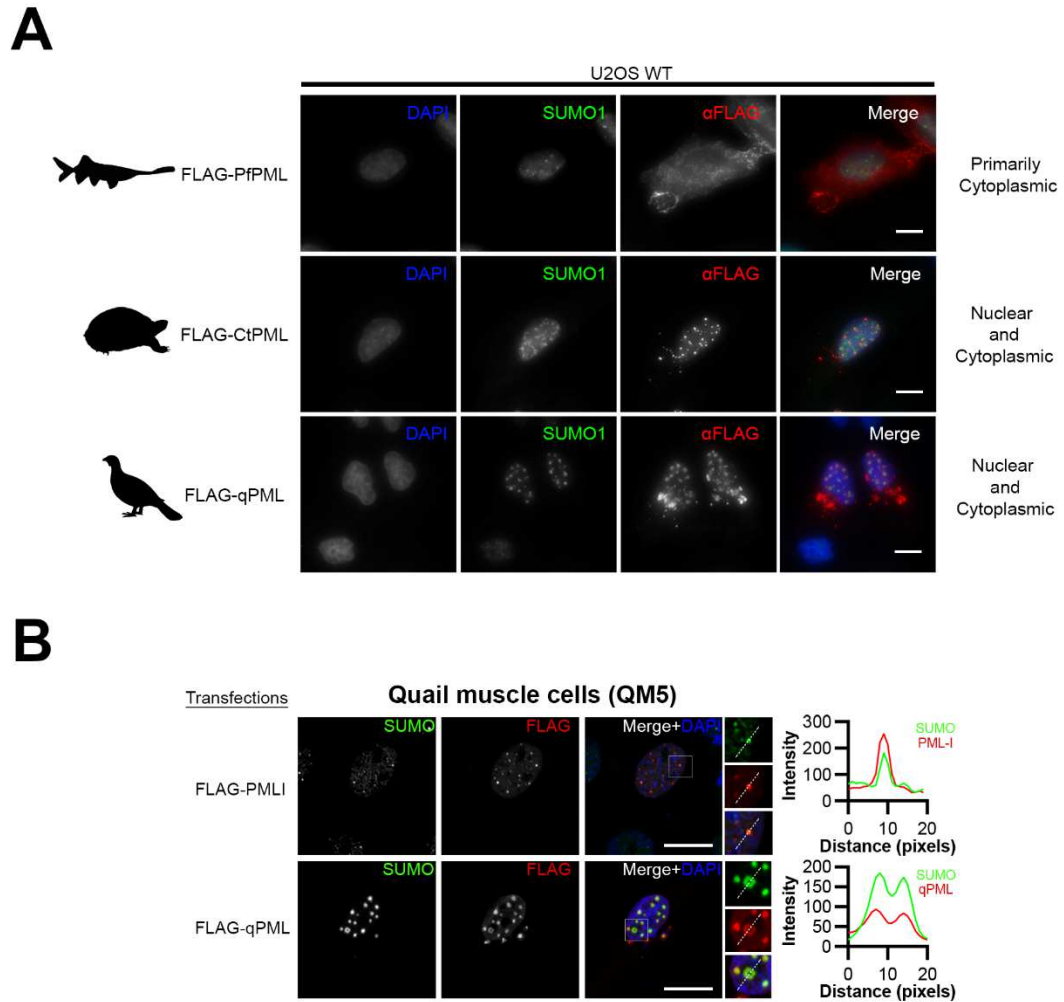 A
U2OS WT
FLAG-PfPML
DAPI
SUMO1
αFLAG
Merge
Primarily
Cytoplasmic
FLAG-CtPML
DAPI
SUMO1
αFLAG
Merge
Nuclear
and
Cytoplasmic
FLAG-qPML
DAPI
SUMO1
αFLAG
Merge
Nuclear
and
Cytoplasmic
B
Transfections
Quail muscle cells (QM5)
FLAG-PMLI
SUMO
FLAG
Merge+DAPI
Intensity
300
200
100
0
SUMO
PML-I
0 10 20
Distance (pixels)
FLAG-qPML
SUMO
FLAG
Merge+DAPI
Intensity
200
150
100
50
0
SUMO
qPML
0 10 20
Distance (pixels)